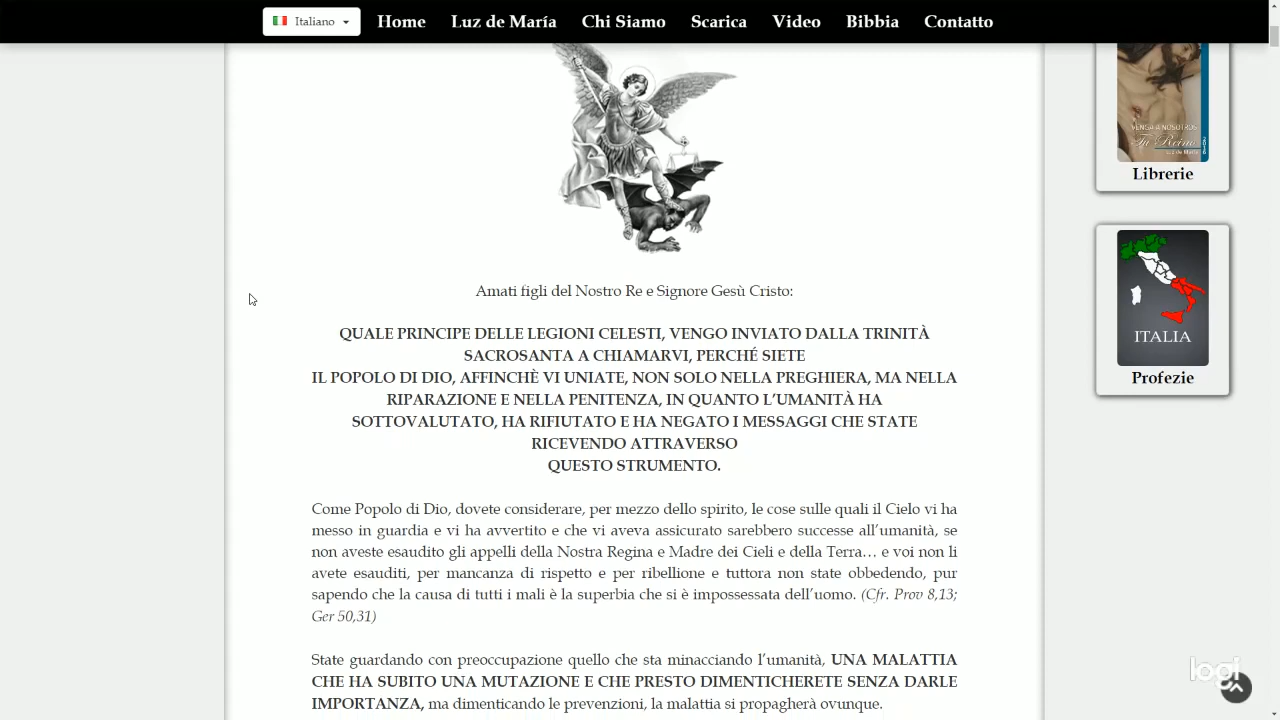 Italiano
Home
Luz de María
Chi Siamo
Scarica
Video
Bibbia
Contatto
VENGA A NOSOTROS
Tu Reino
Luz de María
2016
Librerie
ITALIA
Profezie
Amati figli del Nostro Re e Signore Gesù Cristo:
QUALE PRINCIPE DELLE LEGIONI CELESTI, VENGO INVIATO DALLA TRINITÀ
SACROSANTA A CHIAMARVI, PERCHÉ SIETE
IL POPOLO DI DIO, AFFINCHÈ VI UNIATE, NON SOLO NELLA PREGHIERA, MA NELLA
RIPARAZIONE E NELLA PENITENZA, IN QUANTO L’UMANITÀ HA
SOTTOVALUTATO, HA RIFIUTATO E HA NEGATO I MESSAGGI CHE STATE
RICEVENDO ATTRAVERSO
QUESTO STRUMENTO.
Come Popolo di Dio, dovete considerare, per mezzo dello spirito, le cose sulle quali il Cielo vi ha
messo in guardia e vi ha avvertito e che vi aveva assicurato sarebbero successe all’umanità, se
non aveste esaudito gli appelli della Nostra Regina e Madre dei Cieli e della Terra… e voi non li
avete esauditi, per mancanza di rispetto e per ribellione e tuttora non state obbedendo, pur
sapendo che la causa di tutti i mali è la superbia che si è impossessata dell’uomo. (Cfr. Prov 8,13;
Ger 50,31)
State guardando con preoccupazione quello che sta minacciando l’umanità, UNA MALATTIA
CHE HA SUBITO UNA MUTAZIONE E CHE PRESTO DIMENTICHERETE SENZA DARLE
IMPORTANZA, ma dimenticando le prevenzioni, la malattia si propagherà ovunque.
logi